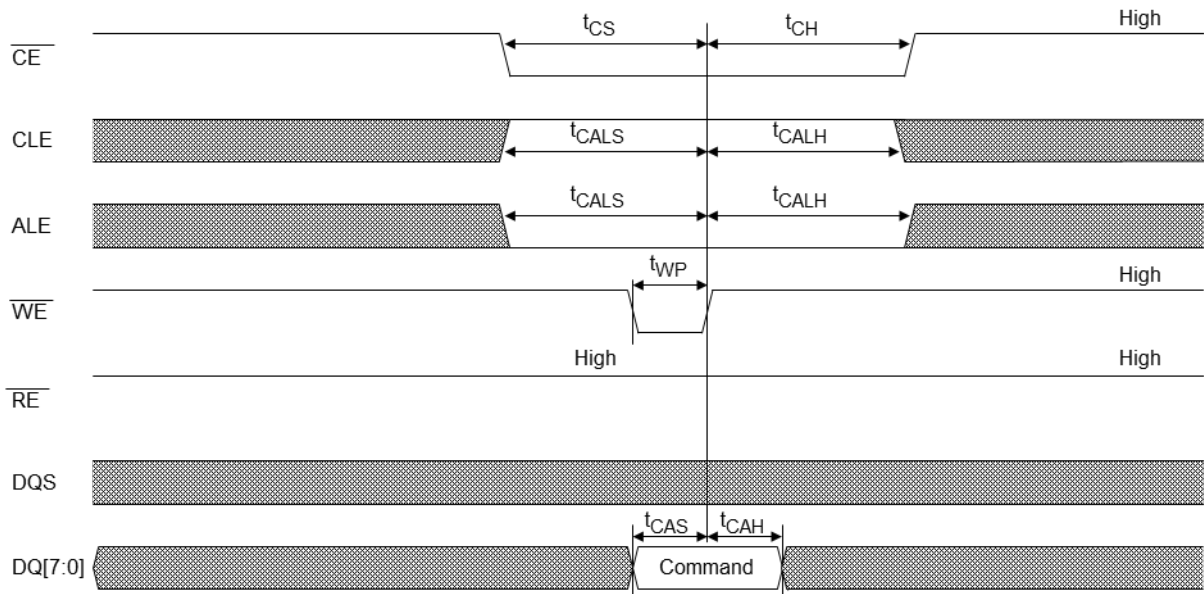 tCS tCH High
CE
CLE tCALS tCALH
ALE tCALS tCALH
tWP High
WE
High High
RE
DQS
tCAS tCAH
DQ[7:0] Command